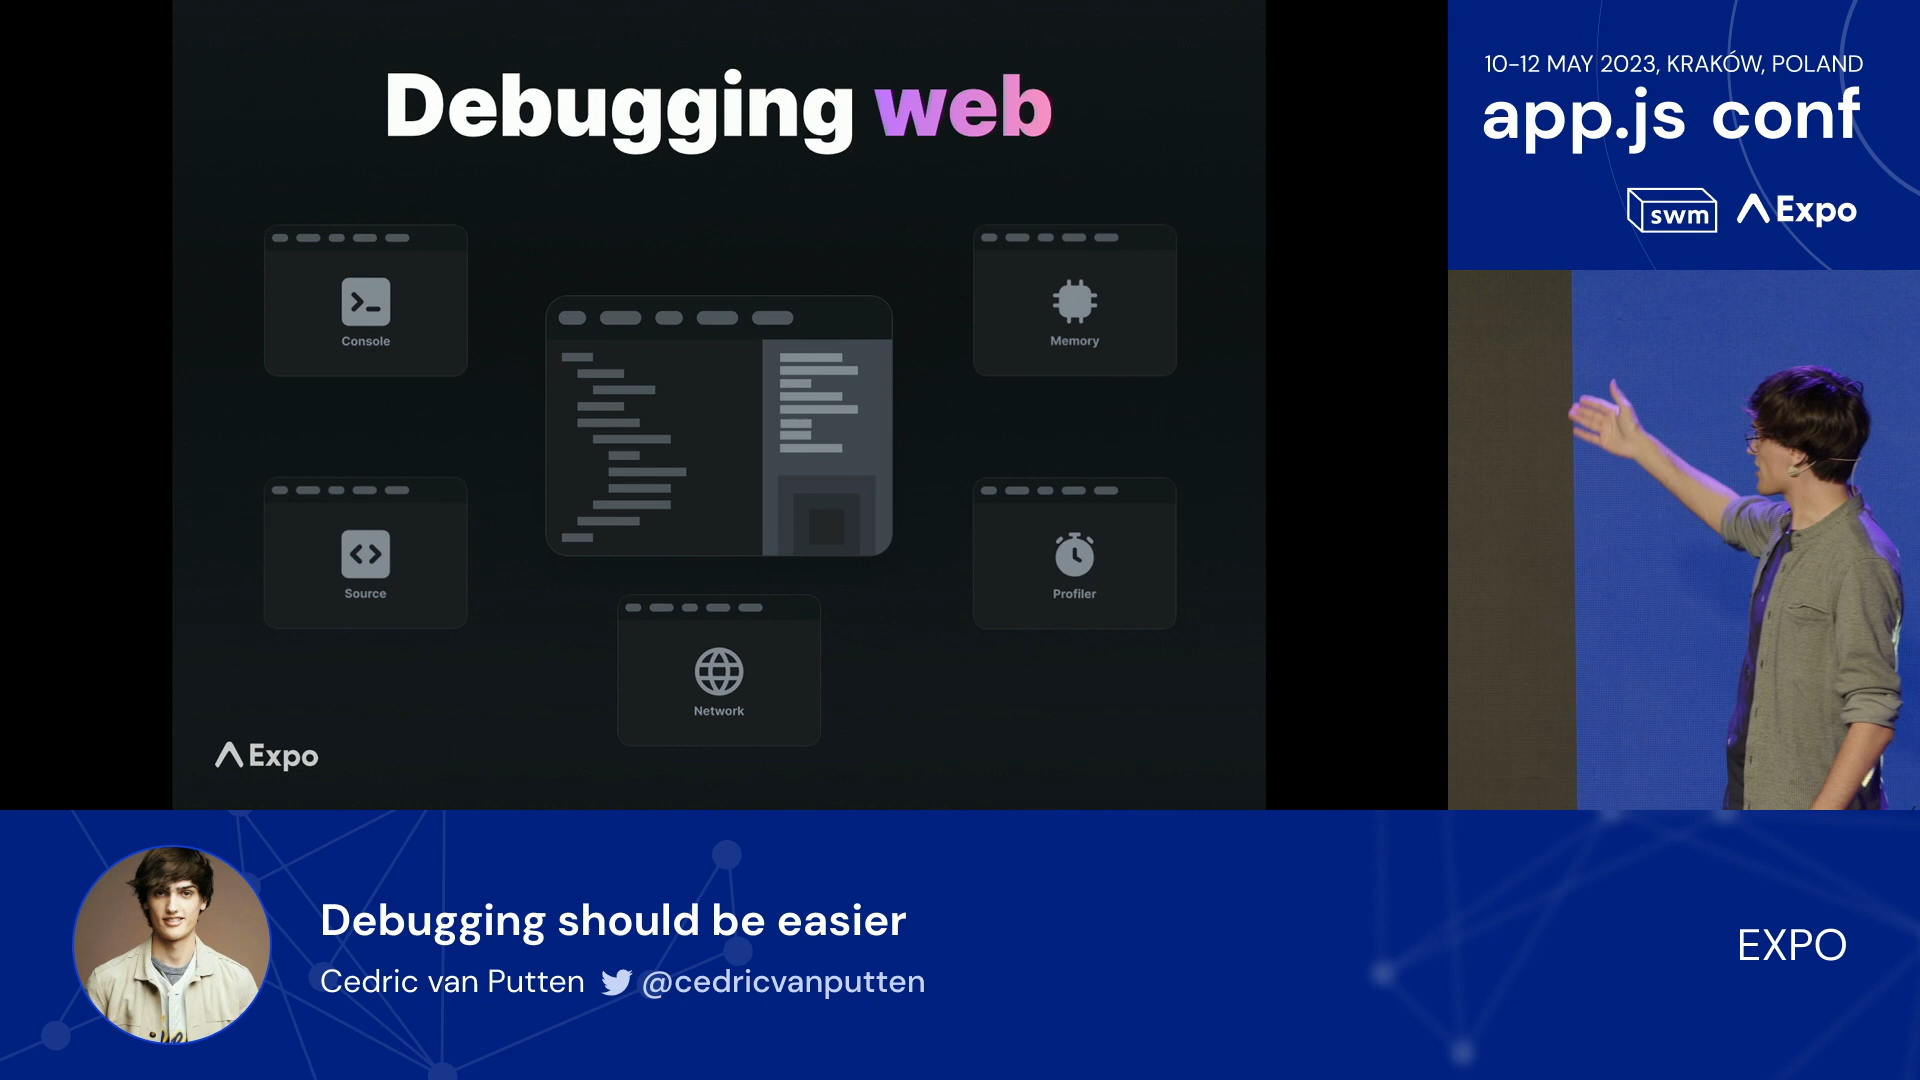 Debugging web
Console
Memory
Source
Profiler
Network
Expo
10-12 MAY 2023, KRAKÓW, POLAND
app.js conf
swm Expo
Debugging should be easier
Cedric van Putten @cedricvanputten
EXPO